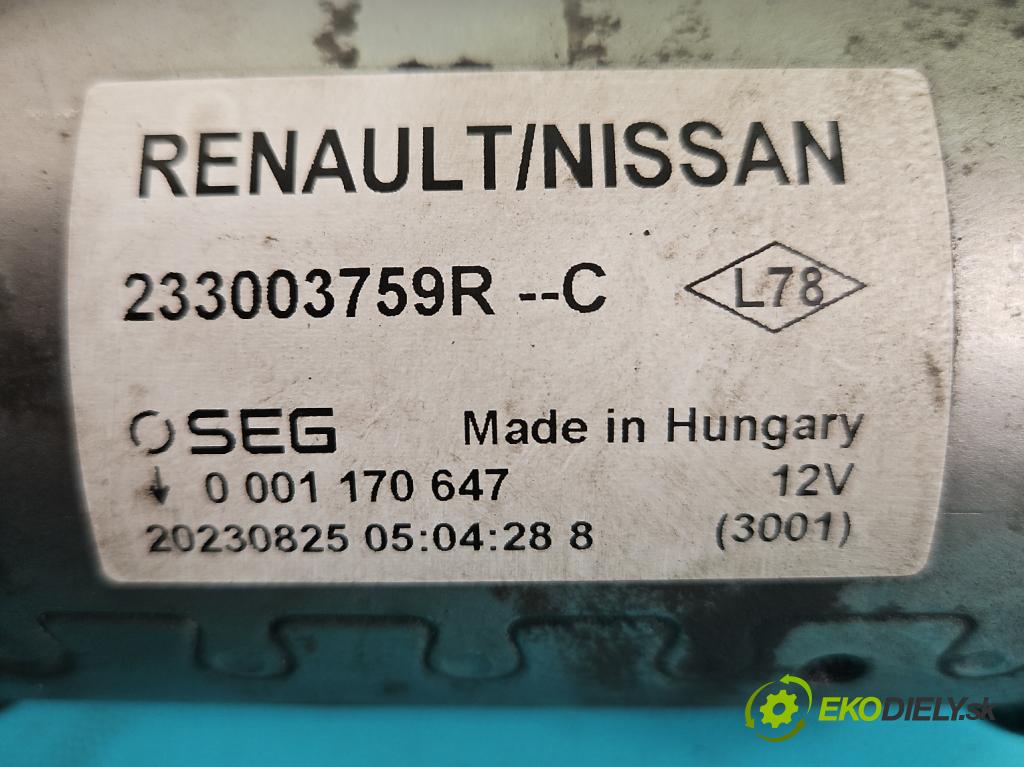 RENAULT/NISSAN
233003759R --C L78
SEG Made in Hungary
0 001 170 647 12V
20230825 05:04:28 8 (3001)
EKODIELY.sk